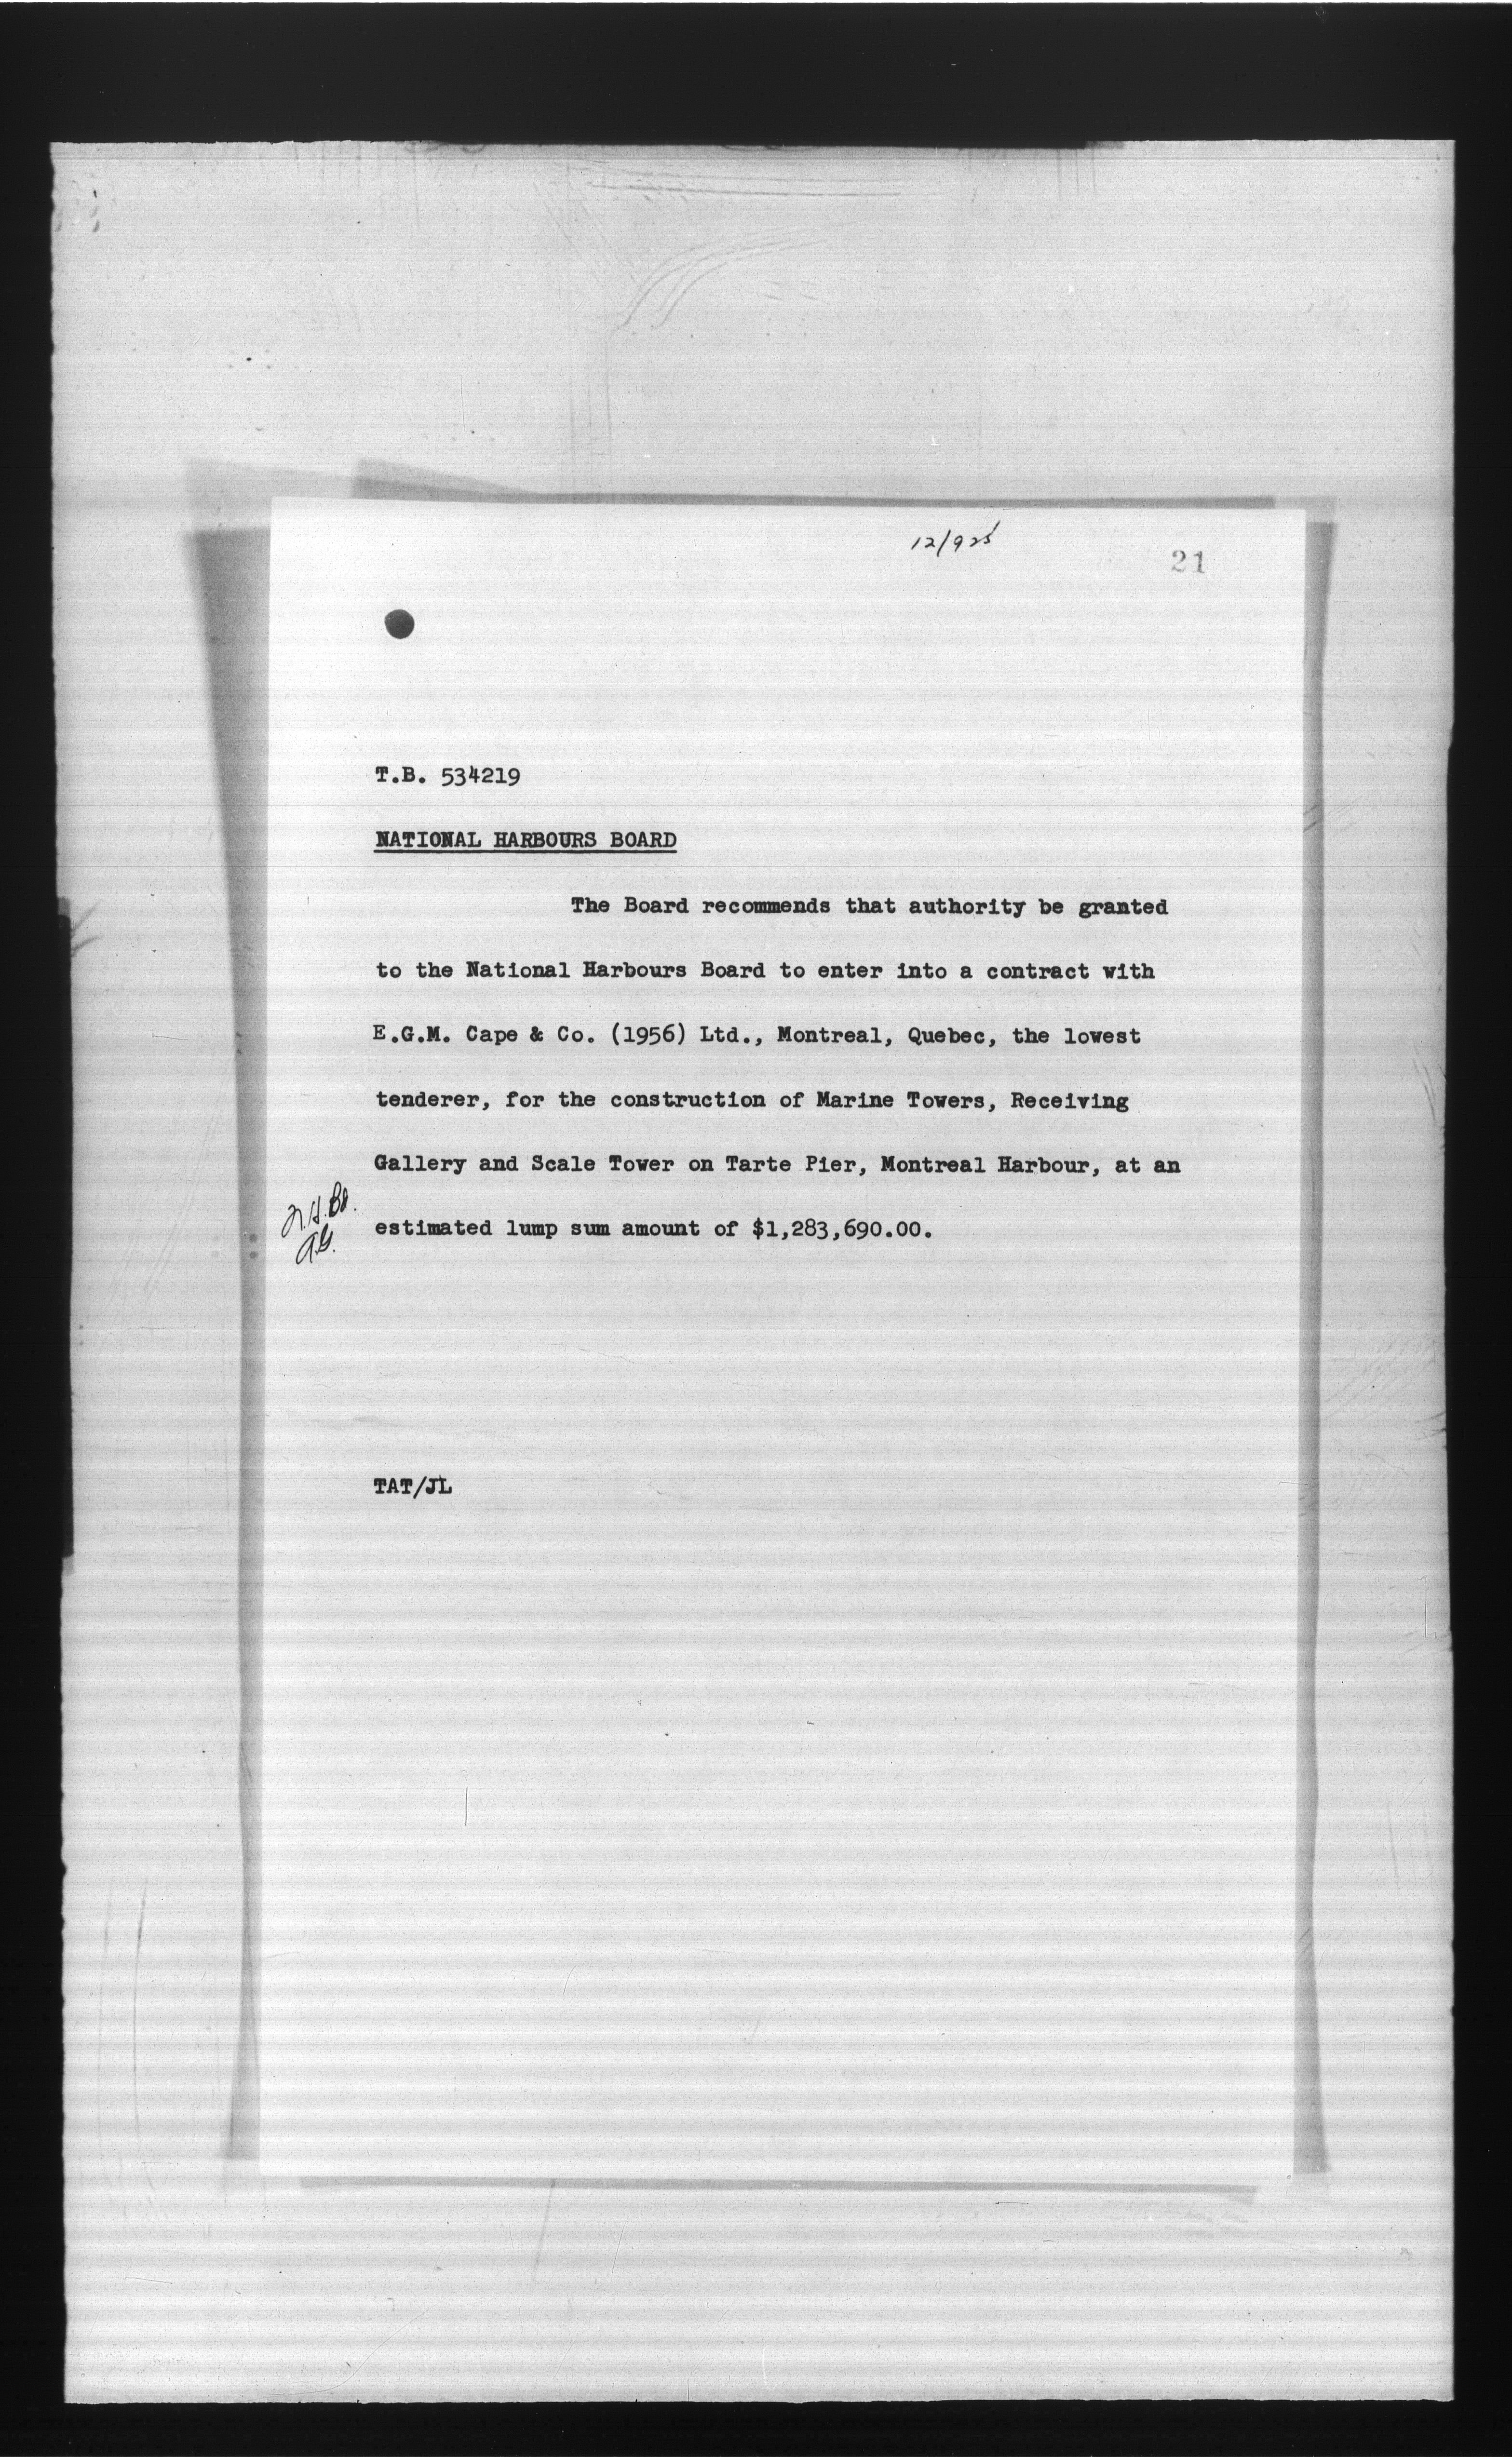 12/925
21
T.B. 534219
NATIONAL HARBOURS BOARD
The Board recommends that authority be granted
to the National Harbours Board to enter into a contract with
E.G.M. Cape & Co. (1956) Ltd., Montreal, Quebec, the lowest
tenderer, for the construction of Marine Towers, Receiving
Gallery and Scale Tower on Tarte Pier, Montreal Harbour, at an
N.H.Bd.
estimated lump sum amount of $1,283,690.00.
A.G.
TAT/JL